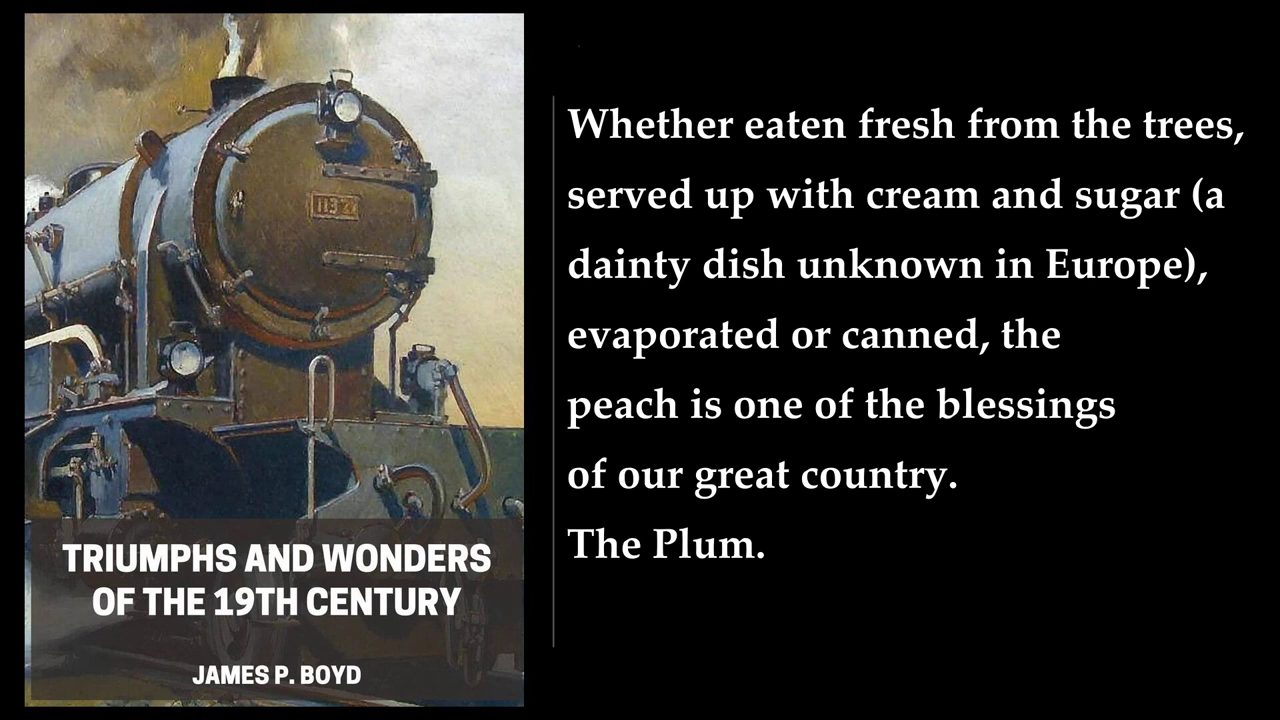 1132
TRIUMPHS AND WONDERS
OF THE 19TH CENTURY
JAMES P. BOYD
Whether eaten fresh from the trees,
served up with cream and sugar (a
dainty dish unknown in Europe),
evaporated or canned, the
peach is one of the blessings
of our great country.
The Plum.